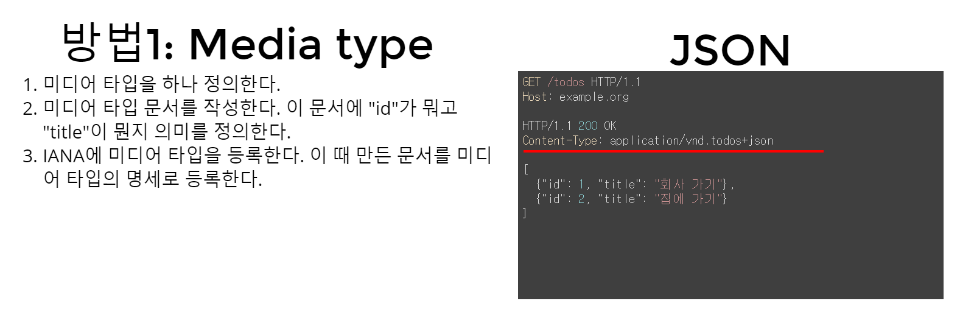 방법1: Media type
1. 미디어 타입을 하나 정의한다.
2. 미디어 타입 문서를 작성한다. 이 문서에 "id"가 뭐고
"title"이 뭔지 의미를 정의한다.
3. IANA에 미디어 타입을 등록한다. 이 때 만든 문서를 미디
어 타입의 명세로 등록한다.
JSON
GET /todos HTTP/1.1
Host: example.org
HTTP/1.1 200 OK
Content-Type: application/vnd.todos+json
[
{"id": 1, "title": "회사 가기"},
{"id": 2, "title": "집에 가기"}
]